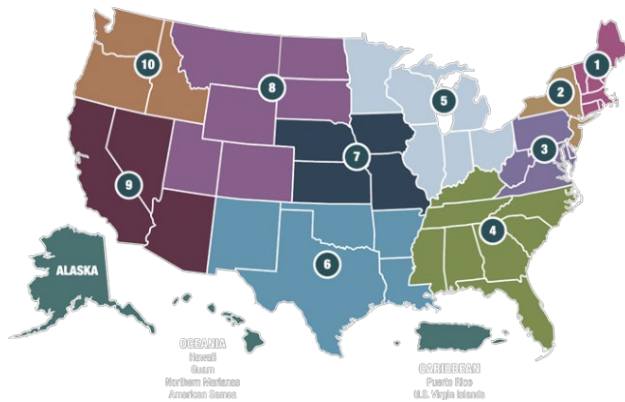 1
2
3
4
5
6
7
8
9
10
ALASKA
OCEANIA
Hawaii
Guam
Northern Marianas
American Samoa
CARIBBEAN
Puerto Rico
U.S. Virgin Islands